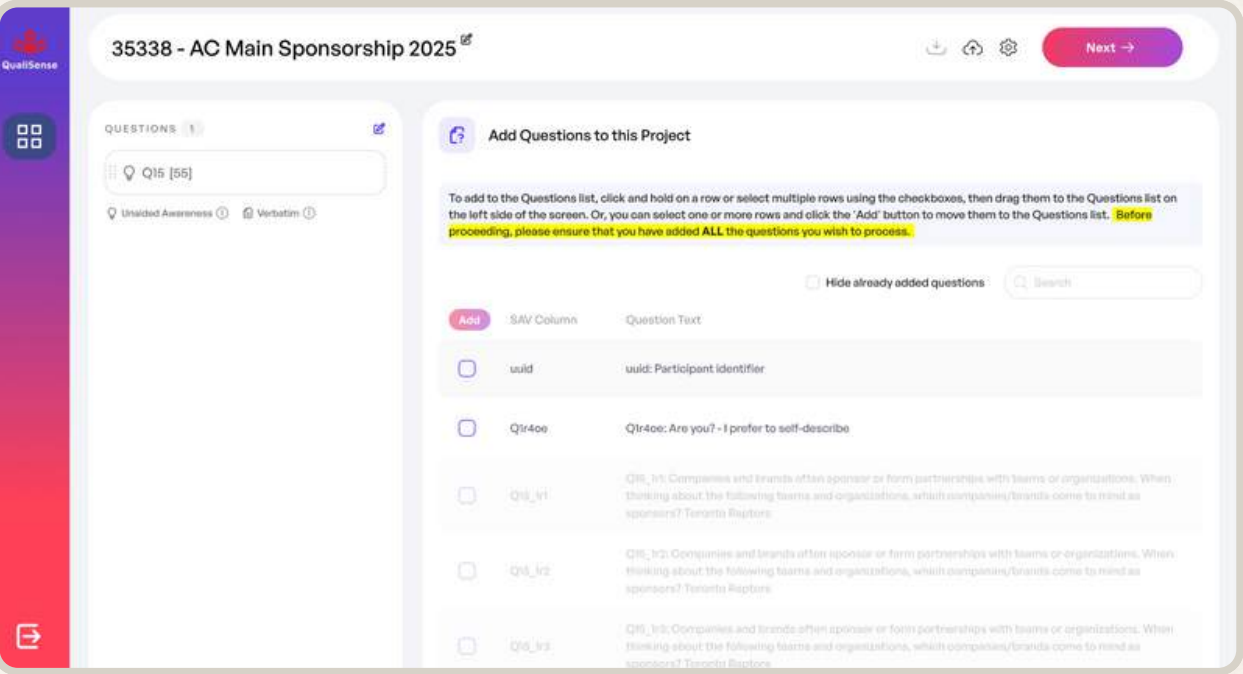 QualiSense
35338 - AC Main Sponsorship 2025
Next →
QUESTIONS 1
Q15 [55]
Unaided Awareness
Verbatim
Add Questions to this Project
To add to the Questions list, click and hold on a row or select multiple rows using the checkboxes, then drag them to the Questions list on
the left side of the screen. Or, you can select one or more rows and click the 'Add' button to move them to the Questions list. Before
proceeding, please ensure that you have added ALL the questions you wish to process.
Hide already added questions
Search
Add SAV Column Question Text
uuid uuid: Participant identifier
Q1r4oe Q1r4oe: Are you? - I prefer to self-describe
Q15_lr1 Q15_lr1: Companies and brands often sponsor or form partnerships with teams or organizations. When
thinking about the following teams and organizations, which companies/brands come to mind as
sponsors? Toronto Raptors
Q15_lr2 Q15_lr2: Companies and brands often sponsor or form partnerships with teams or organizations. When
thinking about the following teams and organizations, which companies/brands come to mind as
sponsors? Toronto Raptors
Q15_lr3 Q15_lr3: Companies and brands often sponsor or form partnerships with teams or organizations. When
thinking about the following teams and organizations, which companies/brands come to mind as
sponsors? Toronto Raptors